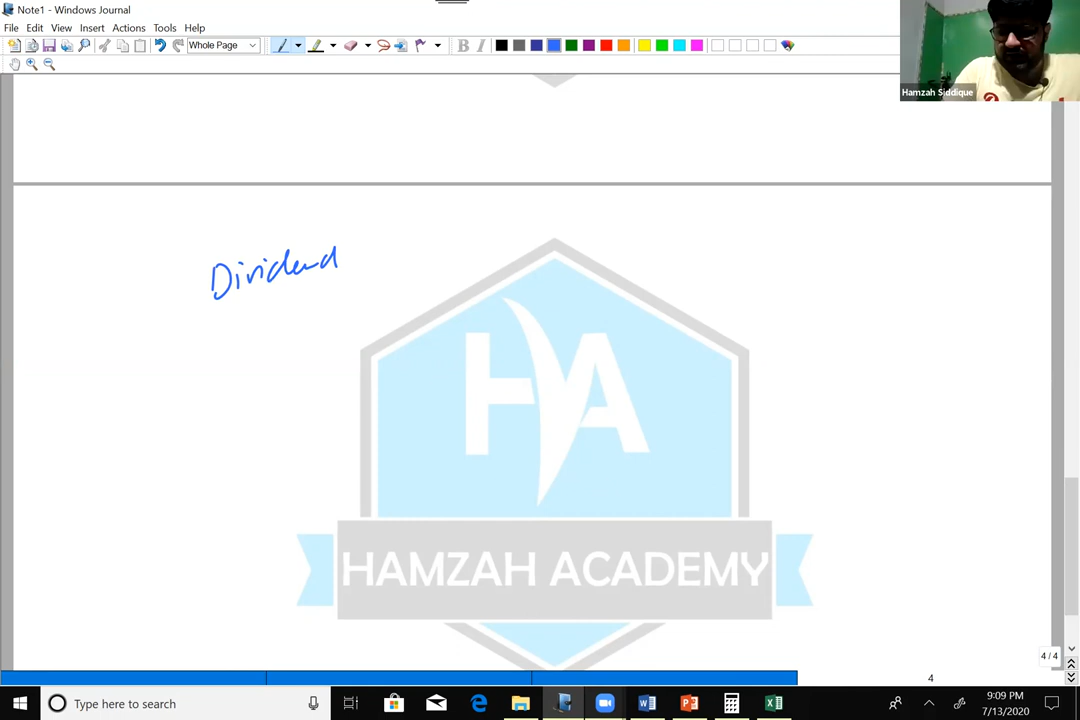 Note1 - Windows Journal
File Edit View Insert Actions Tools Help
Whole Page
B I
Hamzah Siddique
Dividend
HA
HAMZAH ACADEMY
4 / 4
4
Type here to search
9:09 PM
7/13/2020